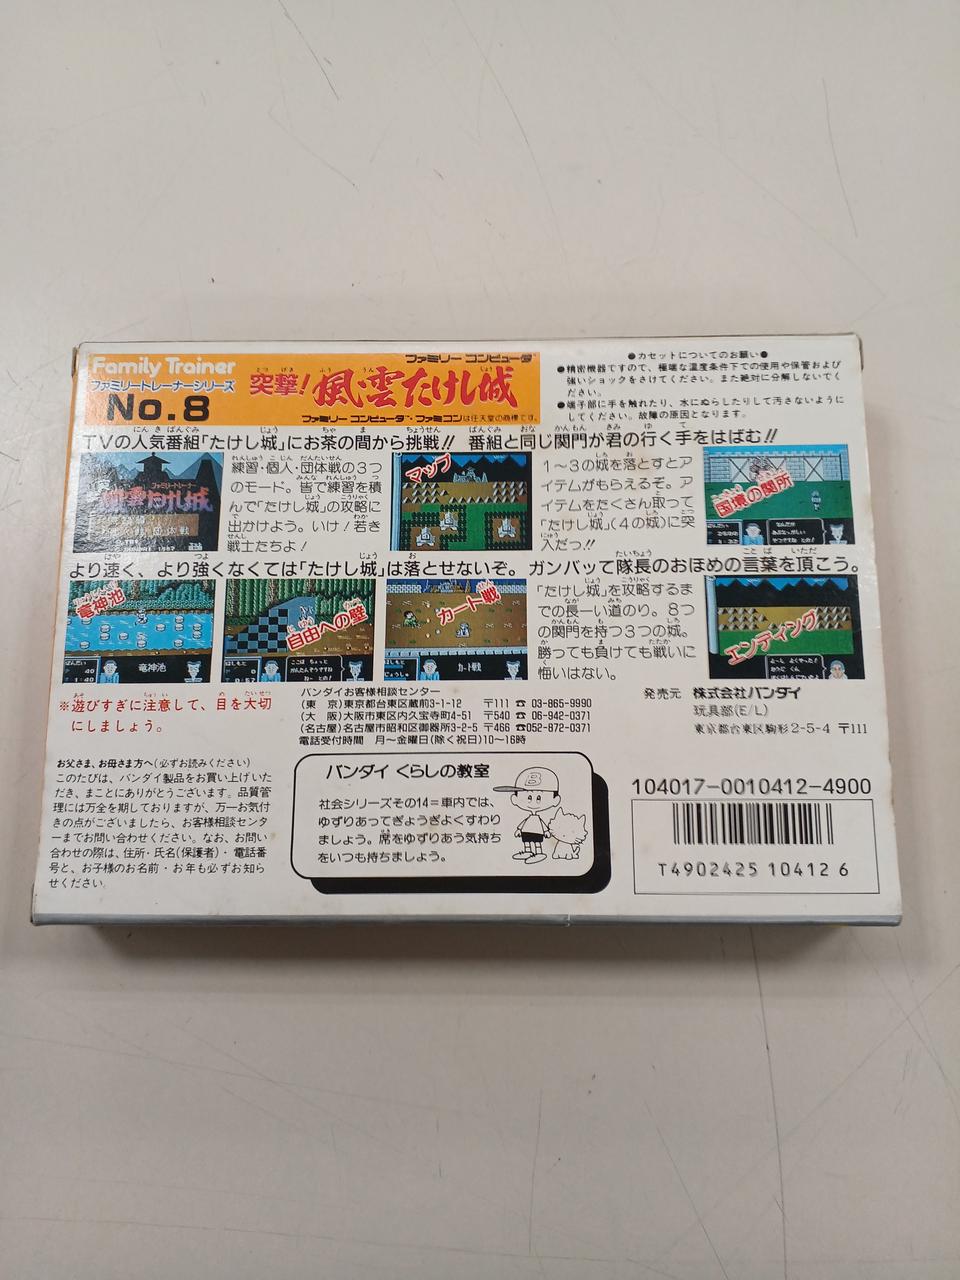 Family Trainer
ファミリートレーナーシリーズ
No.8
ファミリー コンピュータ™
突撃!風雲たけし城
とつ げき ふう うん じょう
ファミリー コンピュータ™・ファミコンは任天堂の商標です。
●カセットについてのお願い●
●精密機器ですので、極端な温度条件下での使用や保管および
強いショックをさけてください。また絶対に分解しないでく
ださい。
●端子部に手を触れたり、水にぬらしたりして汚さないように
してください。故障の原因となります。
TVの人気番組「たけし城」にお茶の間から挑戦!! 番組と同じ関門が君の行く手をはばむ!!
練習・個人・団体戦の3つ
のモード。皆で練習を積
んで「たけし城」の攻略に
出かけよう。いけ!若き
戦士たちよ!
マップ
1〜3の城を落とすとア
イテムがもらえるぞ。ア
イテムをたくさん取って
「たけし城」(4の城)に突
入だっ!!
国境の関所
より速く、より強くなくては「たけし城」は落とせないぞ。ガンバッて隊長のおほめの言葉を頂こう。
竜神池
竜神池
自由への壁
カート戦
カート戦
「たけし城」を攻略するま
での長ーい道のり。8つ
の関門を持つ3つの城。
勝っても負けても戦いに
悔いはない。
エンディング
※遊びすぎに注意して、目を大切
にしましょう。
バンダイお客様相談センター
(東 京)東京都台東区蔵前3-1-12 〒111 ☎ 03-865-9990
(大 阪)大阪市東区内久宝寺町4-51 〒540 ☎ 06-942-0371
(名古屋)名古屋市昭和区御器所3-2-5 〒466 ☎052-872-0371
電話受付時間 月〜金曜日(除く祝日)10〜16時
発売元 株式会社バンダイ
玩具部(E/L)
東京都台東区駒形2-5-4 〒111
お父さま、お母さま方へ(必ずお読みください)
このたびは、バンダイ製品をお買い上げいた
だき、まことにありがとうございます。品質管
理には万全を期しておりますが、万一お気付
きの点がございましたら、お客様相談センタ
ーまでお問い合わせください。なお、お問い
合わせの際は、住所・氏名(保護者)・電話番
号と、お子様のお名前・お年も必ずお知ら
せください。
バンダイ くらしの教室
社会シリーズその14=車内では、
ゆずりあってぎょうぎよくすわり
ましょう。席をゆずりあう気持ち
をいつも持ちましょう。
B
104017-0010412-4900
T4902425 10412 6